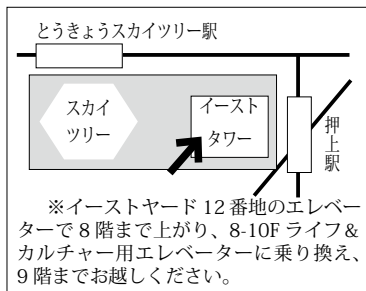 とうきょうスカイツリー駅
スカイ
ツリー
イースト
タワー
押上駅
※イーストヤード 12 番地のエレベー
ターで 8 階まで上がり、8-10F ライフ＆
カルチャー用エレベーターに乗り換え、
9 階までお越しください。